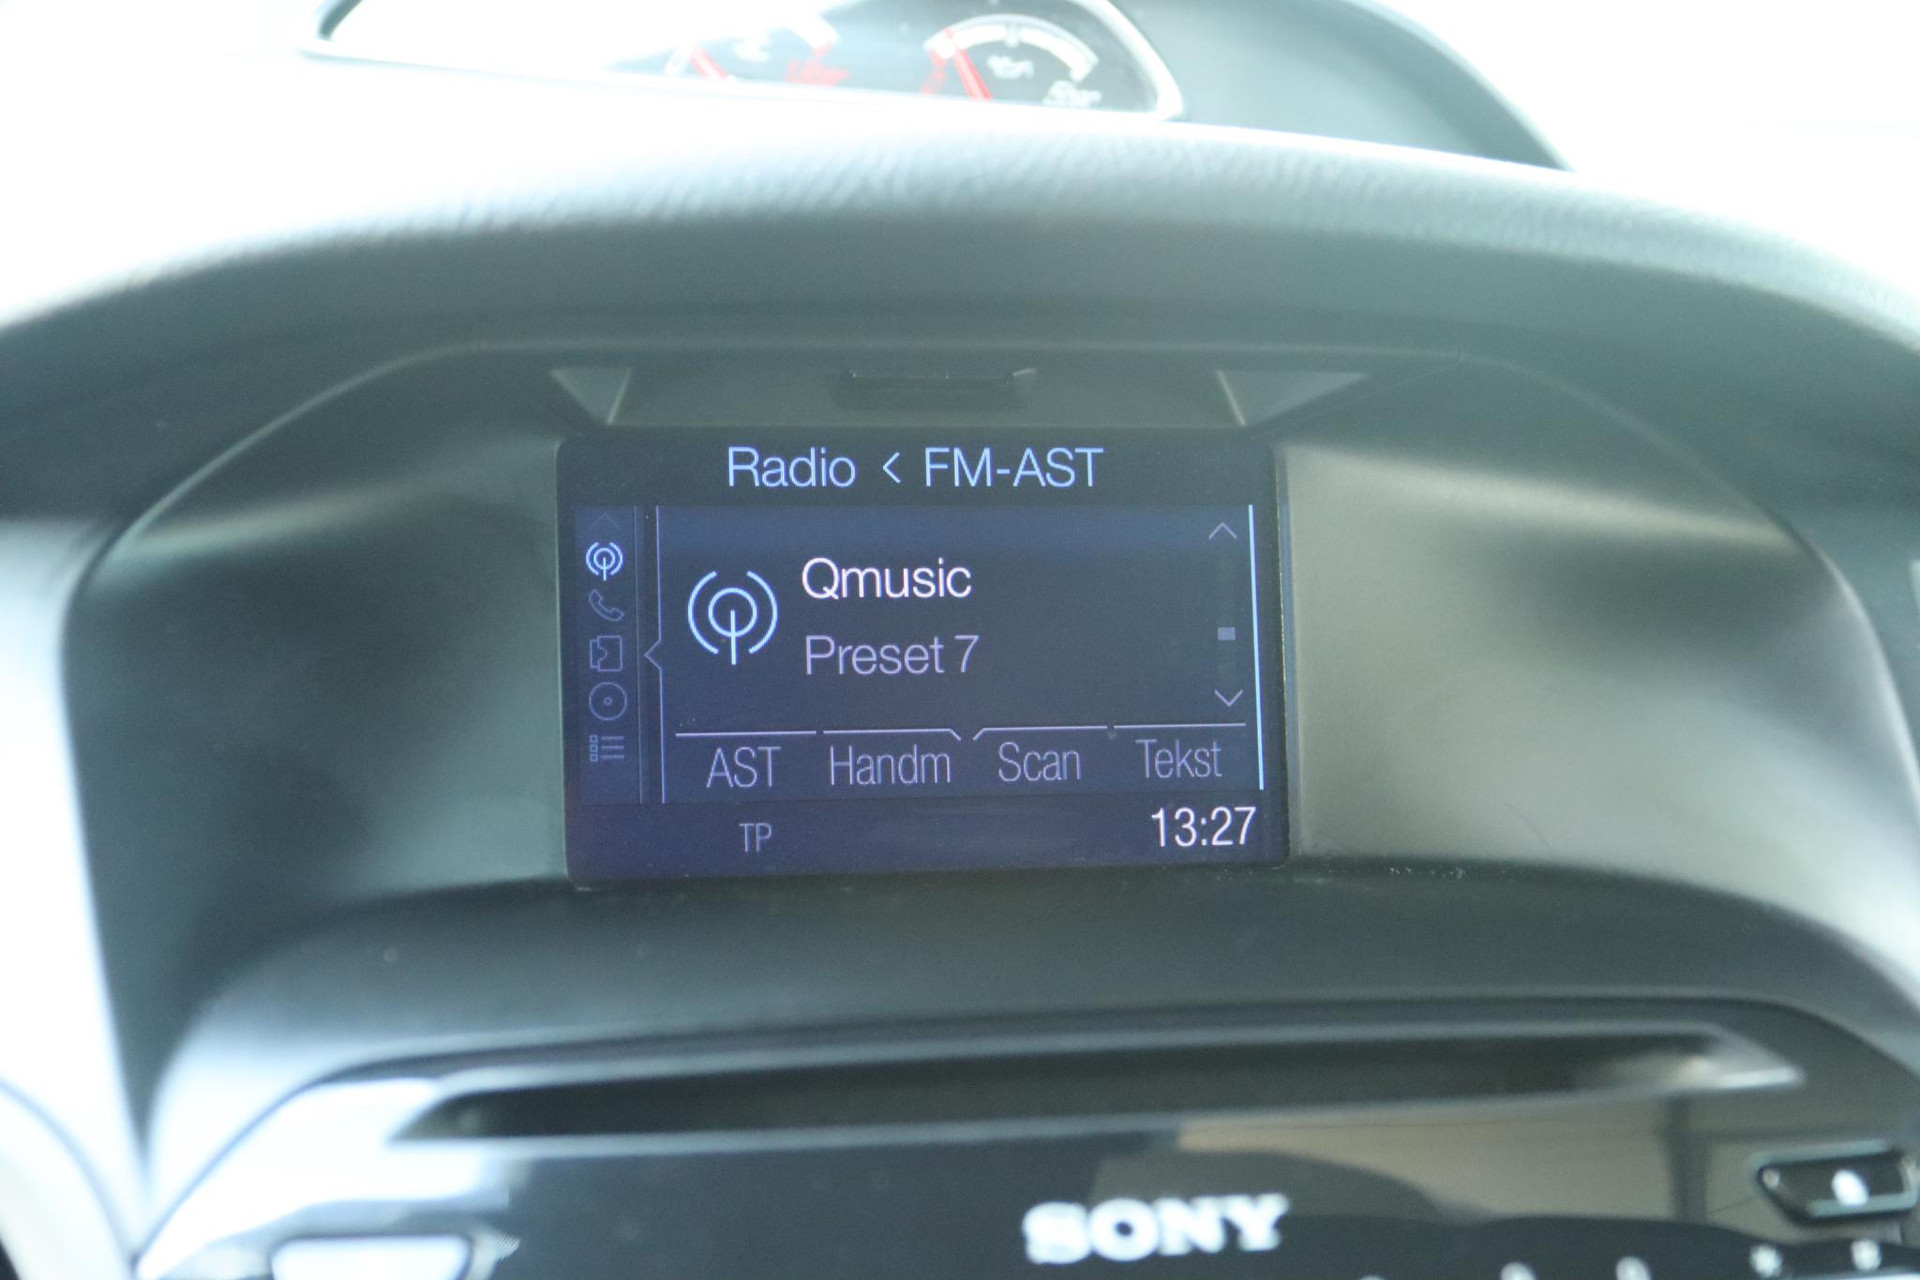 Radio < FM-AST
Qmusic
Preset 7
AST Handm Scan Tekst
TP 13:27
SONY